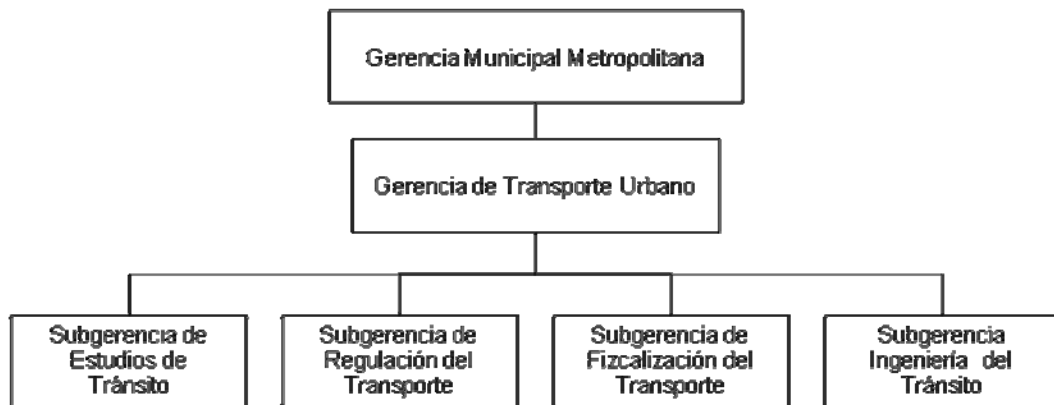 Gerencia Municipal Metropolitana
Gerencia de Transporte Urbano
Subgerencia de
Estudios de
Tránsito
Subgerencia de
Regulación del
Transporte
Subgerencia de
Fizcalización del
Transporte
Subgerencia
Ingeniería del
Tránsito